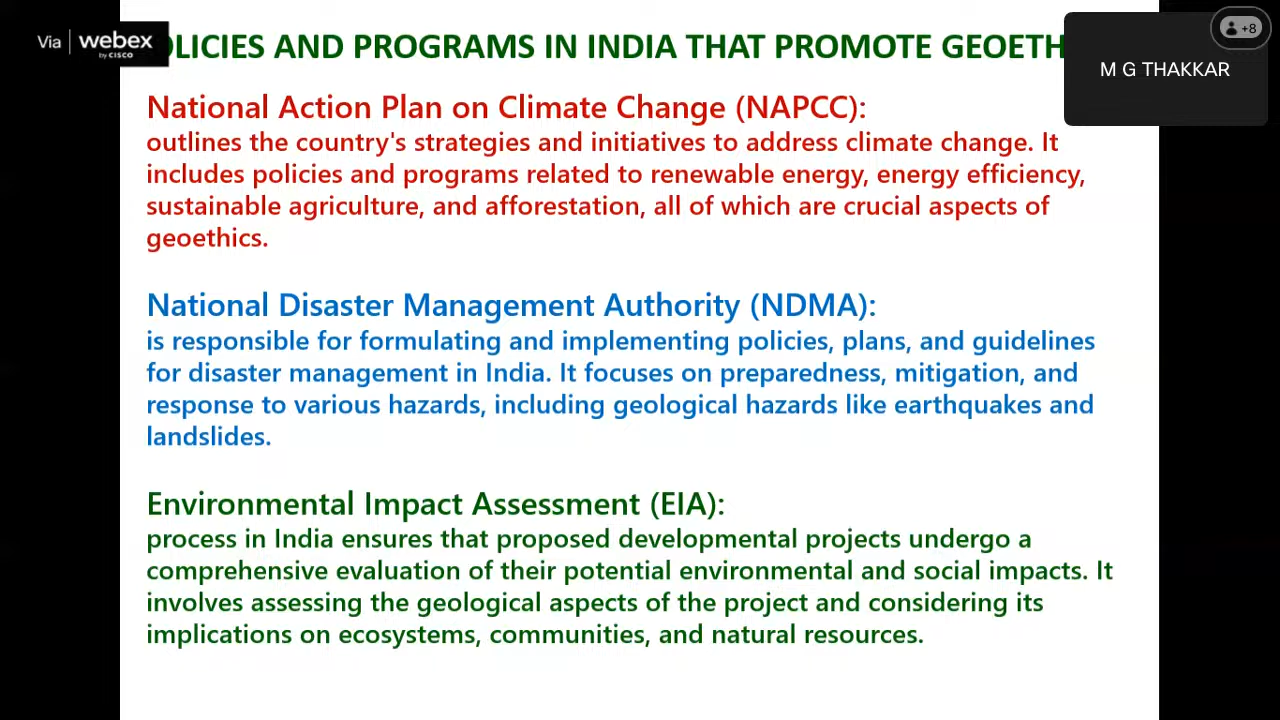 Via webex
by CISCO
OLICIES AND PROGRAMS IN INDIA THAT PROMOTE GEOETH
+8
M G THAKKAR
National Action Plan on Climate Change (NAPCC):
outlines the country's strategies and initiatives to address climate change. It
includes policies and programs related to renewable energy, energy efficiency,
sustainable agriculture, and afforestation, all of which are crucial aspects of
geoethics.
National Disaster Management Authority (NDMA):
is responsible for formulating and implementing policies, plans, and guidelines
for disaster management in India. It focuses on preparedness, mitigation, and
response to various hazards, including geological hazards like earthquakes and
landslides.
Environmental Impact Assessment (EIA):
process in India ensures that proposed developmental projects undergo a
comprehensive evaluation of their potential environmental and social impacts. It
involves assessing the geological aspects of the project and considering its
implications on ecosystems, communities, and natural resources.